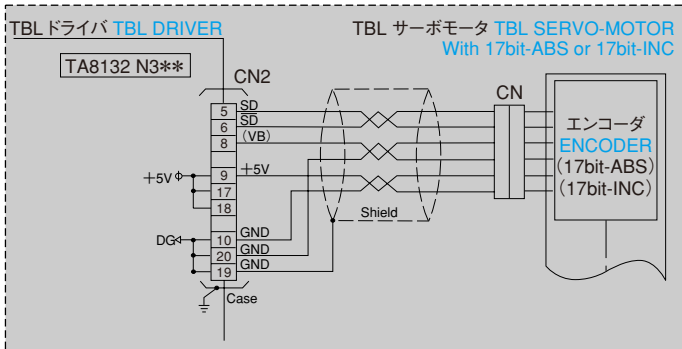 TBLドライバ TBL DRIVER
TBL サーボモータ TBL SERVO-MOTOR
With 17bit-ABS or 17bit-INC
TA8132 N3**
CN2
CN
5 SD
6 S̅D̅
8 (VB)
+5V 9 +5V
17
18
DG 10 GND
20 GND
19 GND
Case
Shield
エンコーダ
ENCODER
(17bit-ABS)
(17bit-INC)